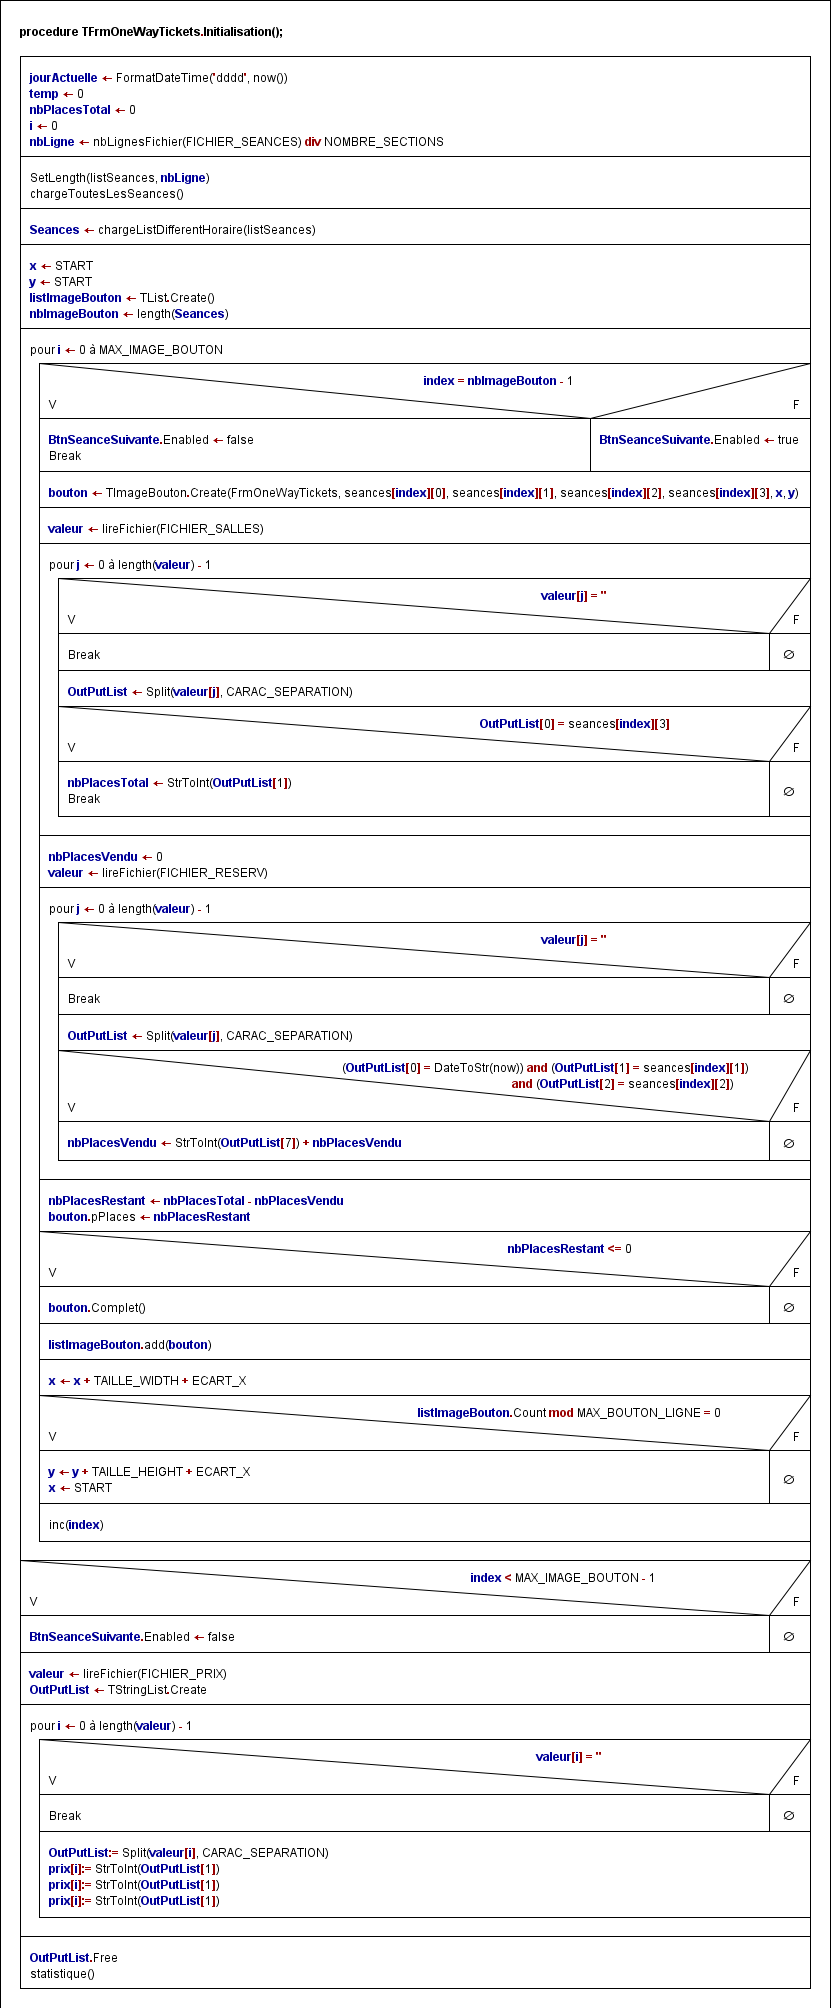 procedure TFrmOneWayTickets.Initialisation();
jourActuelle ← FormatDateTime('dddd', now())
temp ← 0
nbPlacesTotal ← 0
i ← 0
nbLigne ← nbLignesFichier(FICHIER_SEANCES) div NOMBRE_SECTIONS
SetLength(listSeances, nbLigne)
chargeToutesLesSeances()
Seances ← chargeListDifferentHoraire(listSeances)
x ← START
y ← START
listImageBouton ← TList.Create()
nbImageBouton ← length(Seances)
pour i ← 0 à MAX_IMAGE_BOUTON
index = nbImageBouton - 1
V F
BtnSeanceSuivante.Enabled ← false
Break
BtnSeanceSuivante.Enabled ← true
bouton ← TImageBouton.Create(FrmOneWayTickets, seances[index][0], seances[index][1], seances[index][2], seances[index][3], x, y)
valeur ← lireFichier(FICHIER_SALLES)
pour j ← 0 à length(valeur) - 1
valeur[j] = ''
V F
Break ∅
OutPutList ← Split(valeur[j], CARAC_SEPARATION)
OutPutList[0] = seances[index][3]
V F
nbPlacesTotal ← StrToInt(OutPutList[1])
Break
∅
nbPlacesVendu ← 0
valeur ← lireFichier(FICHIER_RESERV)
pour j ← 0 à length(valeur) - 1
valeur[j] = ''
V F
Break ∅
OutPutList ← Split(valeur[j], CARAC_SEPARATION)
(OutPutList[0] = DateToStr(now)) and (OutPutList[1] = seances[index][1])
and (OutPutList[2] = seances[index][2])
V F
nbPlacesVendu ← StrToInt(OutPutList[7]) + nbPlacesVendu ∅
nbPlacesRestant ← nbPlacesTotal - nbPlacesVendu
bouton.pPlaces ← nbPlacesRestant
nbPlacesRestant <= 0
V F
bouton.Complet() ∅
listImageBouton.add(bouton)
x ← x + TAILLE_WIDTH + ECART_X
listImageBouton.Count mod MAX_BOUTON_LIGNE = 0
V F
y ← y + TAILLE_HEIGHT + ECART_X
x ← START
∅
inc(index)
index < MAX_IMAGE_BOUTON - 1
V F
BtnSeanceSuivante.Enabled ← false ∅
valeur ← lireFichier(FICHIER_PRIX)
OutPutList ← TStringList.Create
pour i ← 0 à length(valeur) - 1
valeur[i] = ''
V F
Break ∅
OutPutList:= Split(valeur[i], CARAC_SEPARATION)
prix[i]:= StrToInt(OutPutList[1])
prix[i]:= StrToInt(OutPutList[1])
prix[i]:= StrToInt(OutPutList[1])
OutPutList.Free
statistique()